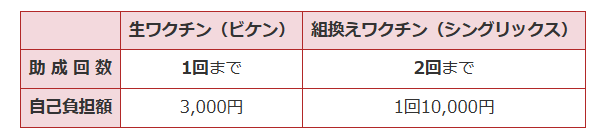 生ワクチン（ビケン） 組換えワクチン（シングリックス）
助成回数 1回まで 2回まで
自己負担額 3,000円 1回10,000円